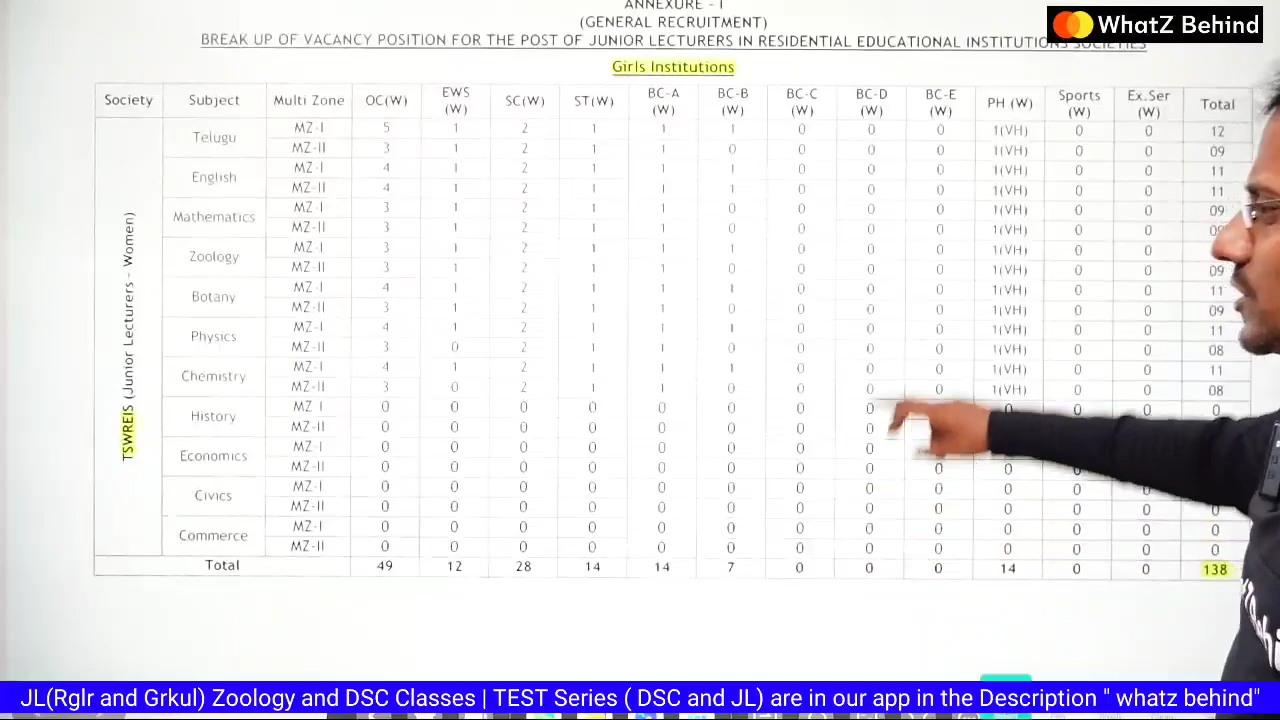 ANNEXURE - I
(GENERAL RECRUITMENT)
BREAK UP OF VACANCY POSITION FOR THE POST OF JUNIOR LECTURERS IN RESIDENTIAL EDUCATIONAL INSTITUTIONS SOCIETIES
WhatZ Behind
Girls Institutions
Society Subject Multi Zone OC(W) EWS (W) SC(W) ST(W) BC-A (W) BC-B (W) BC-C (W) BC-D (W) BC-E (W) PH (W) Sports (W) Ex.Ser (W) Total
TSWREIS (Junior Lecturers - Women)
Telugu MZ-I 5 1 2 1 1 1 0 0 0 1(VH) 0 0 12
MZ-II 3 1 2 1 1 0 0 0 0 1(VH) 0 0 09
English MZ-I 4 1 2 1 1 1 0 0 0 1(VH) 0 0 11
MZ-II 4 1 2 1 1 1 0 0 0 1(VH) 0 0 11
Mathematics MZ-I 3 1 2 1 1 0 0 0 0 1(VH) 0 0 09
MZ-II 3 1 2 1 1 0 0 0 0 1(VH) 0 0 09
Zoology MZ-I 3 1 2 1 1 1 0 0 0 1(VH) 0 0
MZ-II 3 1 2 1 1 0 0 0 0 1(VH) 0 0 09
Botany MZ-I 4 1 2 1 1 1 0 0 0 1(VH) 0 0 11
MZ-II 3 1 2 1 1 0 0 0 0 1(VH) 0 0 09
Physics MZ-I 4 1 2 1 1 1 0 0 0 1(VH) 0 0 11
MZ-II 3 0 2 1 1 0 0 0 0 1(VH) 0 0 08
Chemistry MZ-I 4 1 2 1 1 1 0 0 0 1(VH) 0 0 11
MZ-II 3 0 2 1 1 0 0 0 0 1(VH) 0 0 08
History MZ-I 0 0 0 0 0 0 0 0 0 0 0 0
MZ-II 0 0 0 0 0 0 0 0
Economics MZ-I 0 0 0 0 0 0 0 0
MZ-II 0 0 0 0 0 0 0 0 0 0 0
Civics MZ-I 0 0 0 0 0 0 0 0 0 0 0 0
MZ-II 0 0 0 0 0 0 0 0 0 0 0 0 0
Commerce MZ-I 0 0 0 0 0 0 0 0 0 0 0 0 0
MZ-II 0 0 0 0 0 0 0 0 0 0 0 0 0
Total 49 12 28 14 14 7 0 0 0 14 0 0 138
JL(Rglr and Grkul) Zoology and DSC Classes | TEST Series ( DSC and JL) are in our app in the Description " whatz behind"